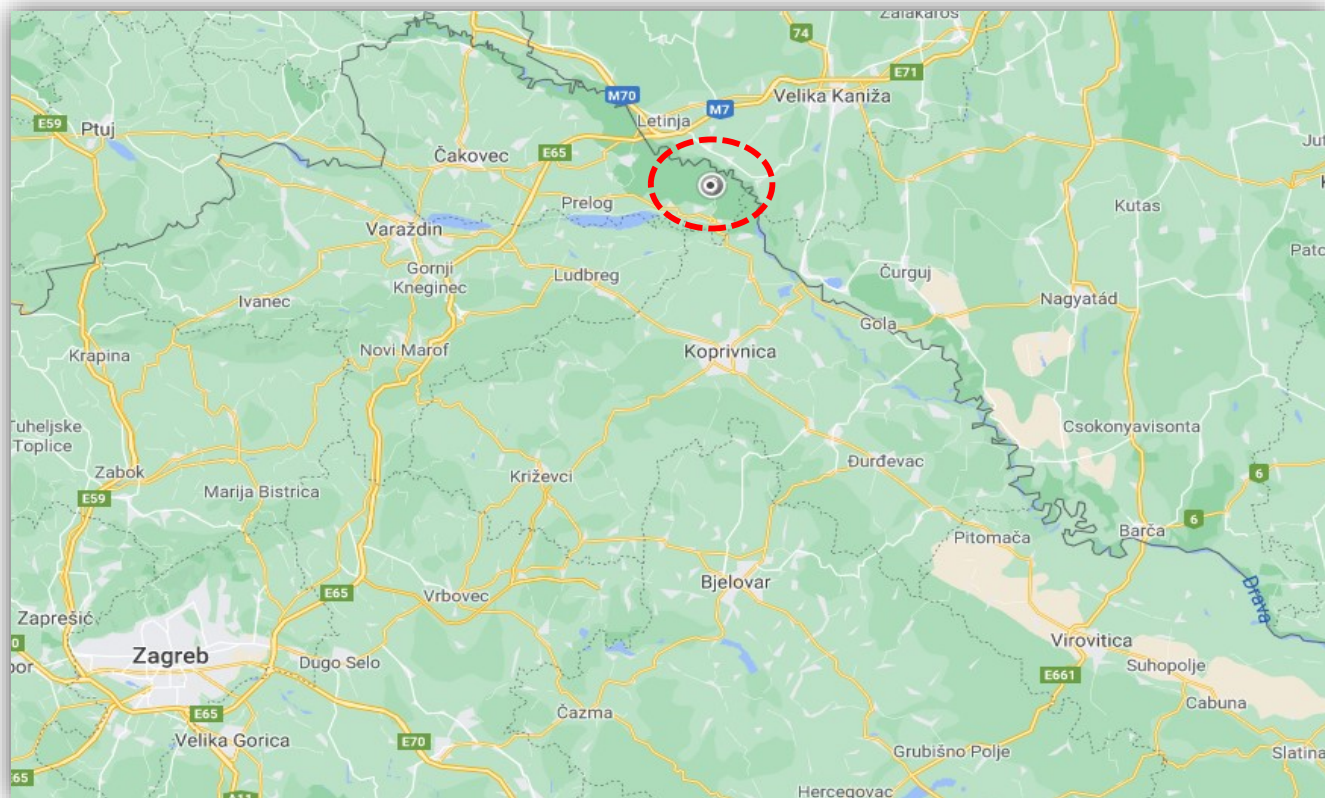 Zalakaroš
74
E71
M70
Velika Kaniža
M7
E59
Letinja
Ptuj
Čakovec
E65
Kutas
Prelog
Varaždin
Gornji
Kneginec
Ludbreg
Čurguj
Ivanec
Nagyatád
Gola
Krapina
Novi Marof
Koprivnica
Tuheljske
Toplice
Csokonyavisonta
Zabok
Križevci
Đurđevac
6
E59
Marija Bistrica
6
Pitomača
Barča
Bjelovar
E65
Vrbovec
Drava
Zaprešić
Zagreb
Dugo Selo
Virovitica
Suhopolje
E661
Cabuna
E65
Čazma
Velika Gorica
E70
Grubišno Polje
Slatina
E65
A11
Hercegovac